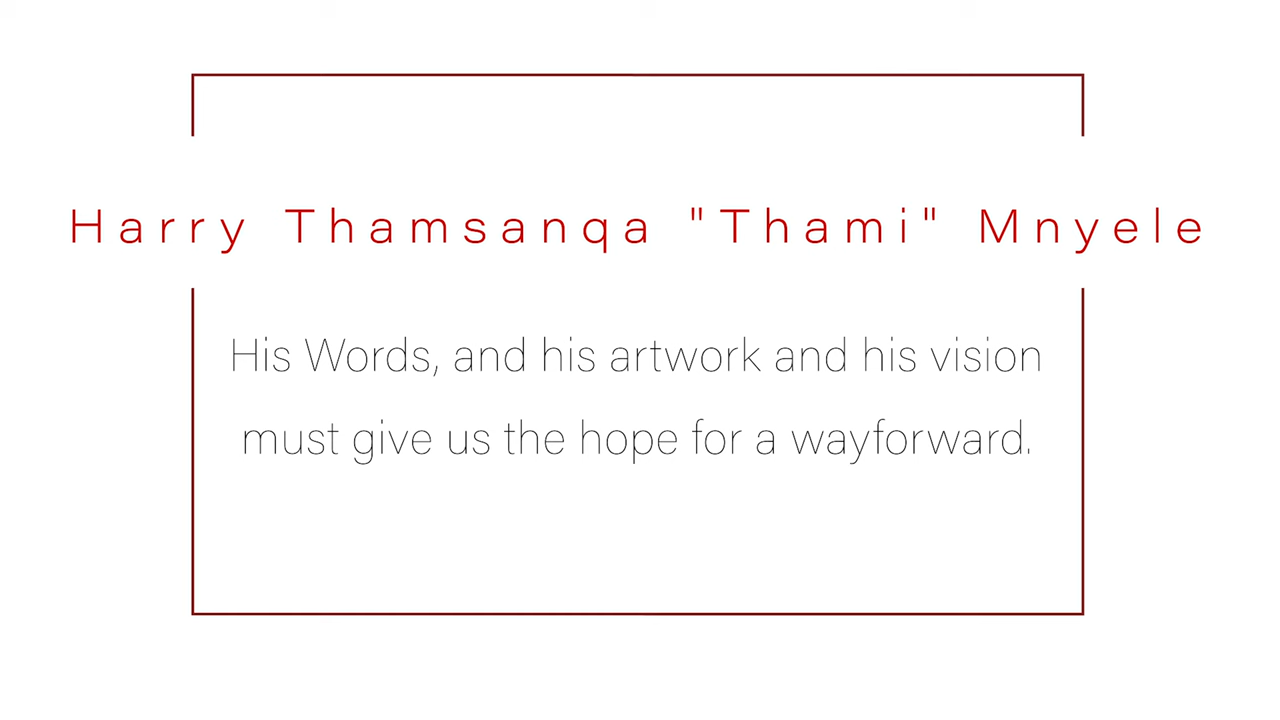 Harry Thamsanqa "Thami" Mnyele
His Words, and his artwork and his vision
must give us the hope for a wayforward.